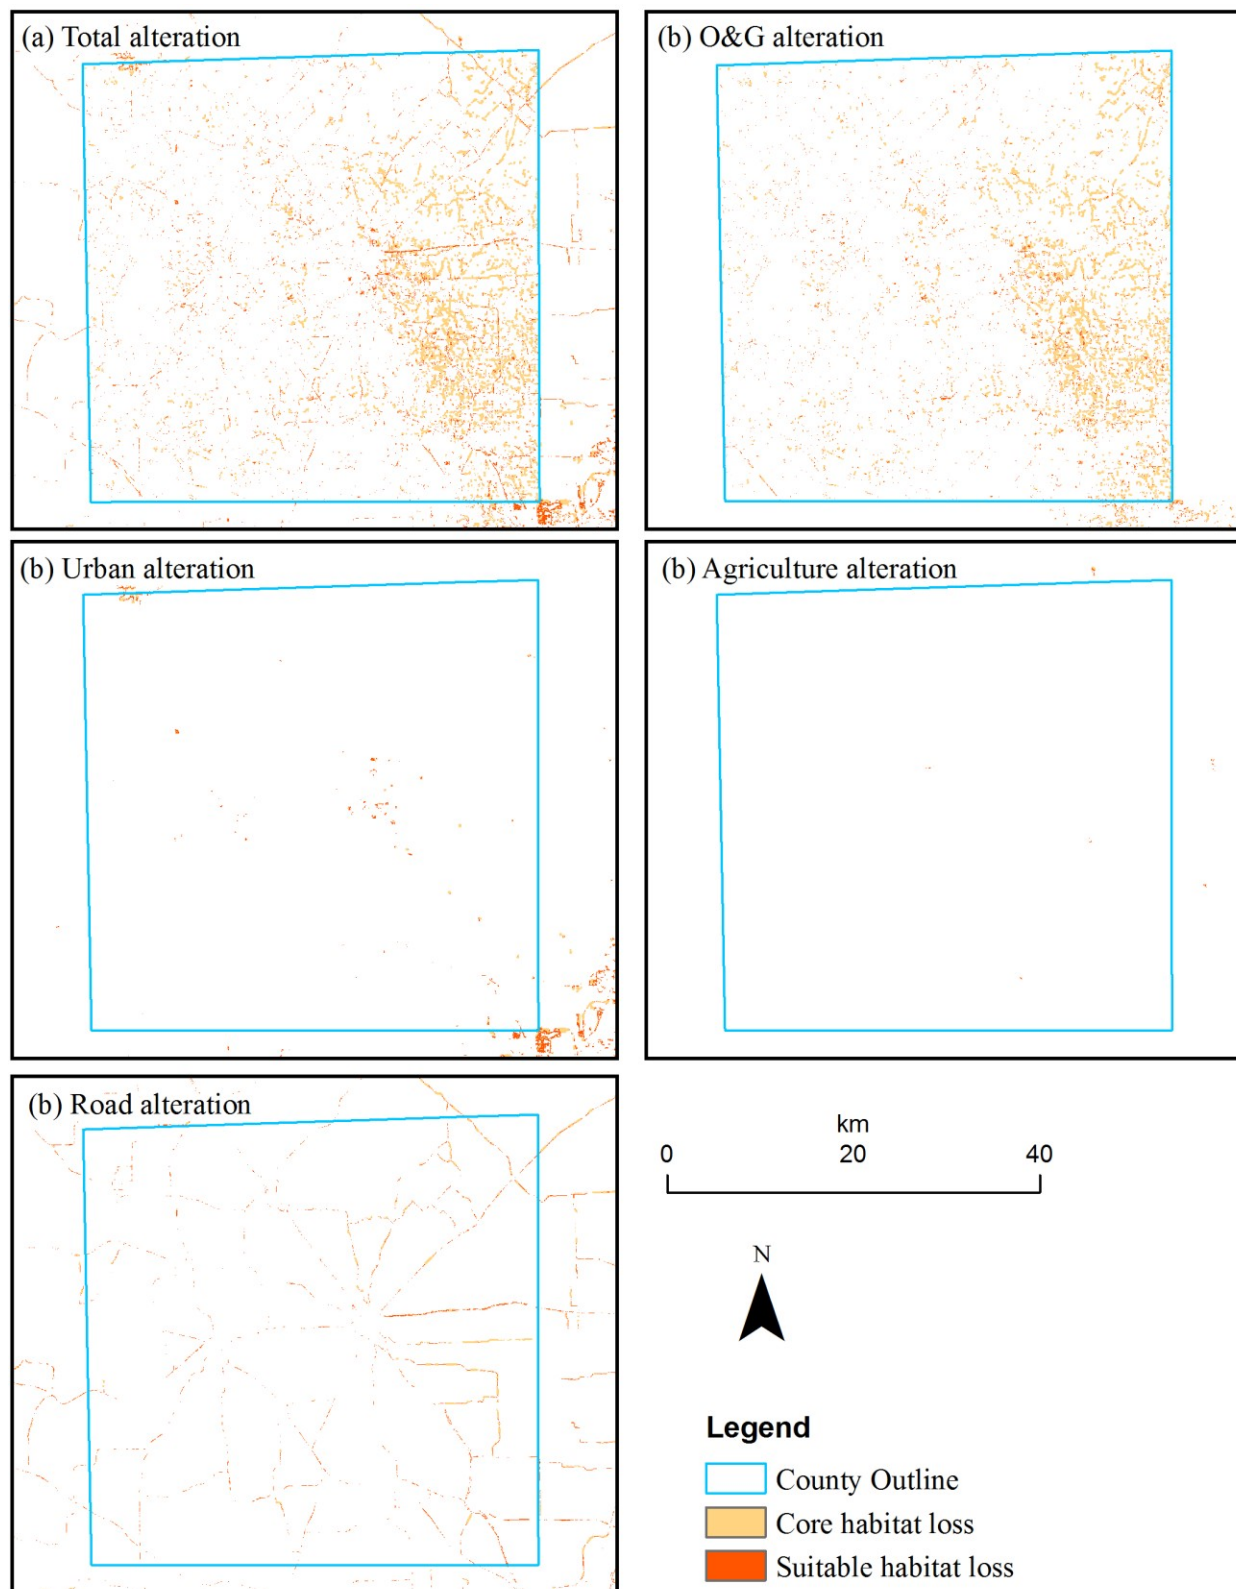 (a) Total alteration
(b) O&G alteration
(b) Urban alteration
(b) Agriculture alteration
(b) Road alteration
km
0 20 40
N
Legend
County Outline
Core habitat loss
Suitable habitat loss